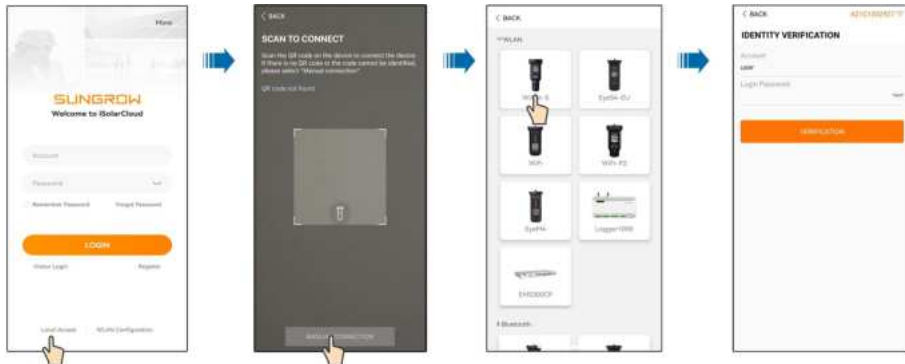 More
SUNGROW
Welcome to iSolarCloud
Account
Password
Remember Password
Forgot Password
LOGIN
Visitor Login
Register
Local Access
WLAN Configuration
BACK
SCAN TO CONNECT
Scan the QR code on the device to connect the device.
If there is no QR code or the code cannot be identified,
please select "Manual connection"
QR code not found
MANUAL CONNECTION
BACK
WLAN
EyeS4-EU
WiFi
WiFi-P2
EyeM4
Logger1000
Bluetooth
BACK
IDENTITY VERIFICATION
Account
user
Login Password
VERIFICATION